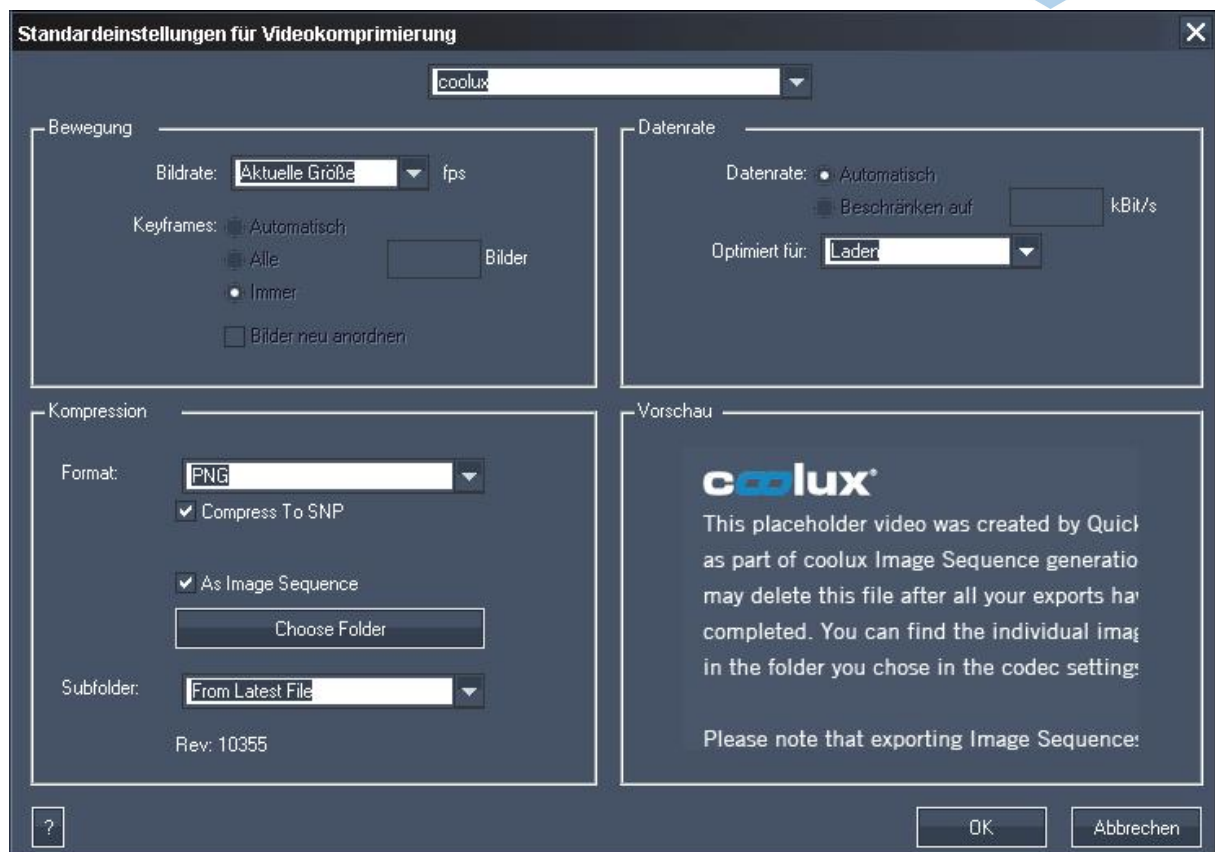 Standardeinstellungen für Videokomprimierung
coolux
Bewegung
Bildrate: Aktuelle Größe fps
Keyframes: Automatisch
Alle Bilder
Immer
Bilder neu anordnen
Datenrate
Datenrate: Automatisch
Beschränken auf kBit/s
Optimiert für: Laden
Kompression
Format: PNG
Compress To SNP
As Image Sequence
Choose Folder
Subfolder: From Latest File
Rev: 10355
Vorschau
coolux
This placeholder video was created by Quick
as part of coolux Image Sequence generatio
may delete this file after all your exports hav
completed. You can find the individual imag
in the folder you chose in the codec settings
Please note that exporting Image Sequences
?
OK
Abbrechen